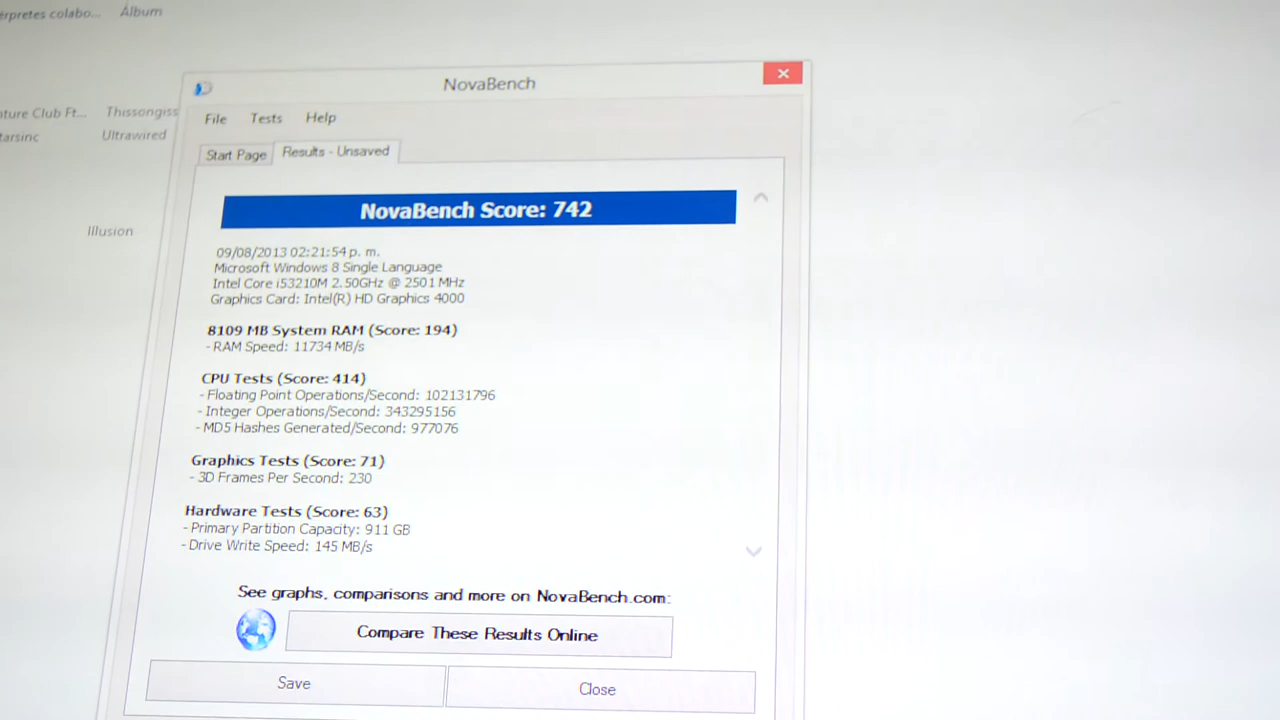 érpretes colabo... Álbum
NovaBench
File Tests Help
nture Club Ft... Thissongiss
tarsinc Ultrawired
Start Page Results - Unsaved
NovaBench Score: 742
Illusion
09/08/2013 02:21:54 p. m.
Microsoft Windows 8 Single Language
Intel Core i53210M 2.50GHz @ 2501 MHz
Graphics Card: Intel(R) HD Graphics 4000
8109 MB System RAM (Score: 194)
- RAM Speed: 11734 MB/s
CPU Tests (Score: 414)
- Floating Point Operations/Second: 102131796
- Integer Operations/Second: 343295156
- MD5 Hashes Generated/Second: 977076
Graphics Tests (Score: 71)
- 3D Frames Per Second: 230
Hardware Tests (Score: 63)
- Primary Partition Capacity: 911 GB
- Drive Write Speed: 145 MB/s
See graphs, comparisons and more on NovaBench.com:
Compare These Results Online
Save Close